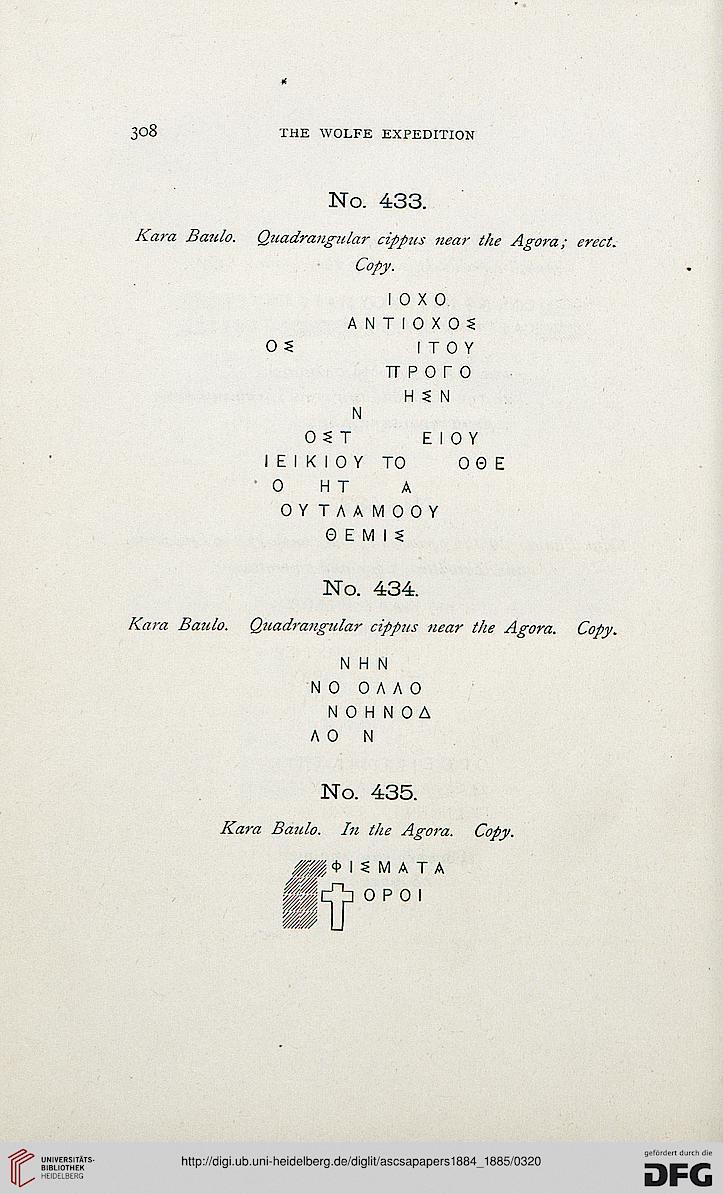 308 THE WOLFE EXPEDITION
No. 433.
Kara Baulo. Quadrangular cippus near the Agora; erect.
Copy.
ΙΟΧΟ
ΑΝΤΙΟΧΟΣ
ΟΣ ΙΤΟΥ
ΠΡΟΓΟ
ΗΣΝ
Ν
ΟΣΤ ΕΙΟΥ
ΙΕΙΚΙΟΥ ΤΟ ΟΘΕ
Ο ΗΤ Α
ΟΥΤΛΑΜΟΟΥ
ΘΕΜΙΣ
No. 434.
Kara Baulo. Quadrangular cippus near the Agora. Copy.
ΝΗΝ
ΝΟ ΟΛΛΟ
ΝΟΗΝΟΔ
ΛΟ Ν
No. 435.
Kara Baulo. In the Agora. Copy.
ΦΙΣΜΑΤΑ
ΟΡΟΙ
UNIVERSITÄTS-
BIBLIOTHEK
HEIDELBERG
http://digi.ub.uni-heidelberg.de/diglit/ascsapapers1884_1885/0320
gefördert durch die
DFG